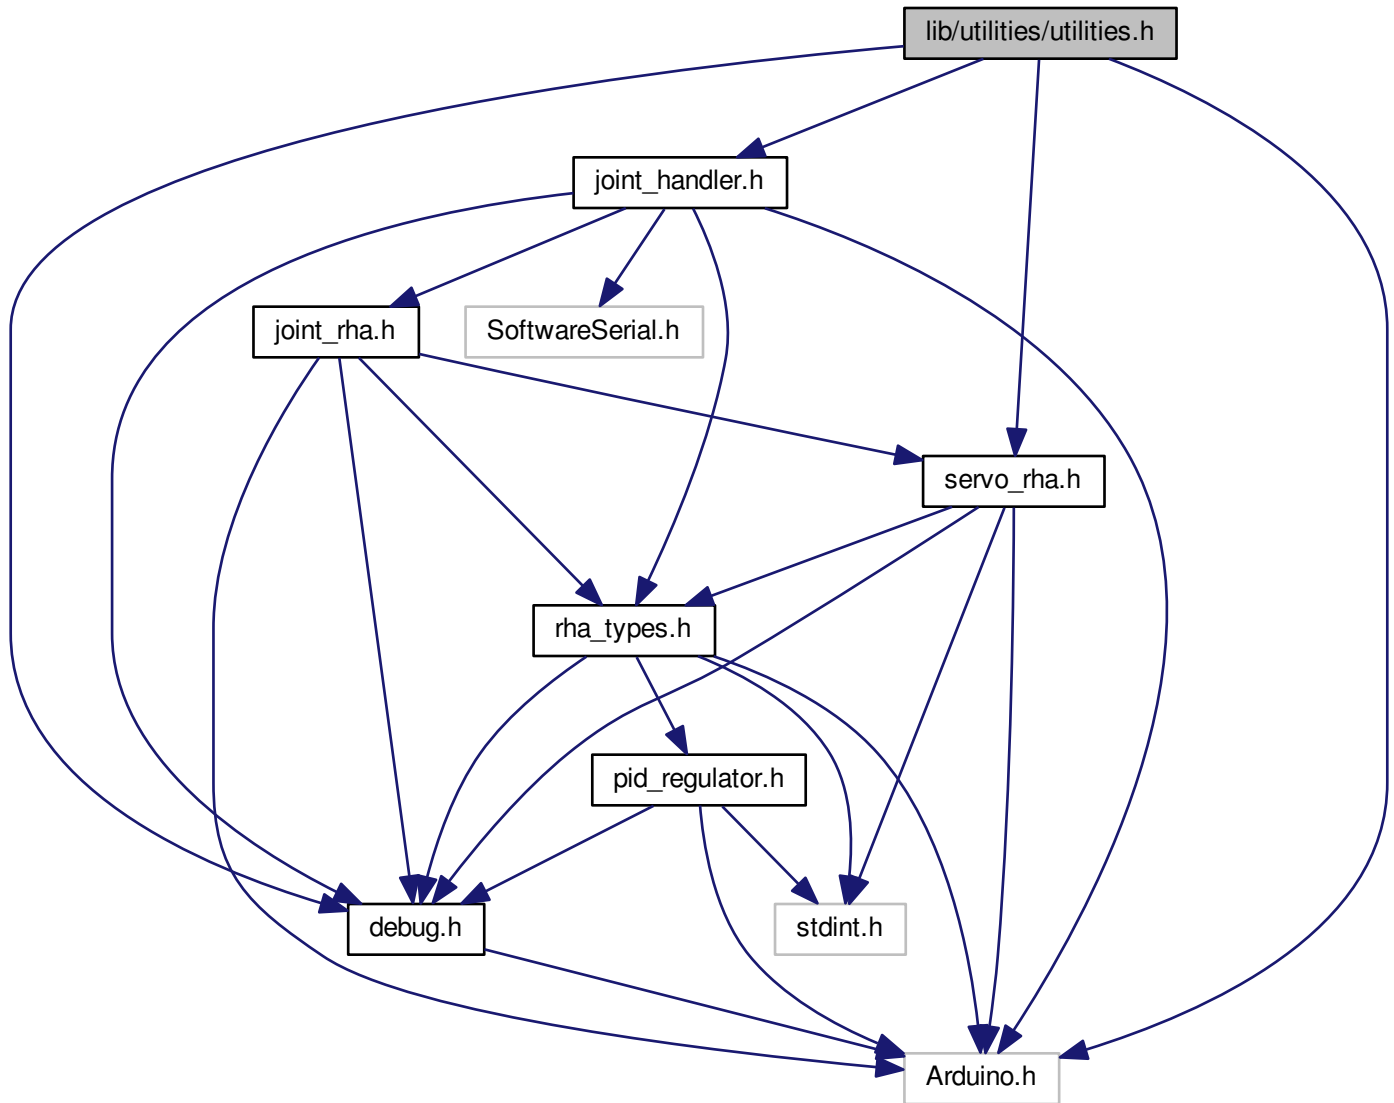 lib/utilities/utilities.h
joint_handler.h
joint_rha.h
SoftwareSerial.h
servo_rha.h
rha_types.h
pid_regulator.h
debug.h
stdint.h
Arduino.h